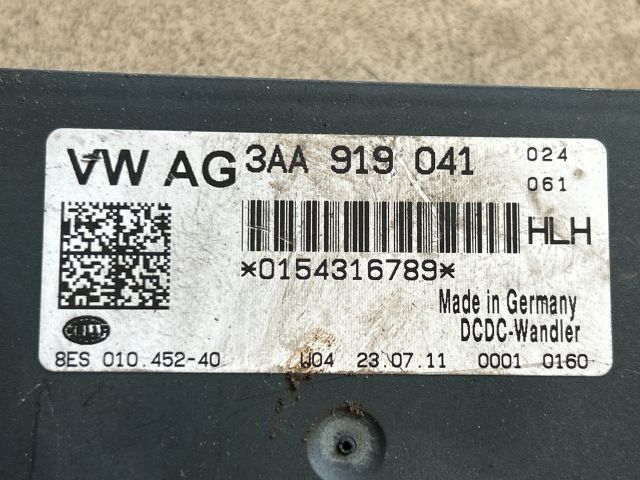 VW AG 3AA 919 041 024
061
HLH
*0154316789*
Made in Germany
DCDC-Wandler
HELLA
8ES 010.452-40 W04 23.07.11 0001 0160